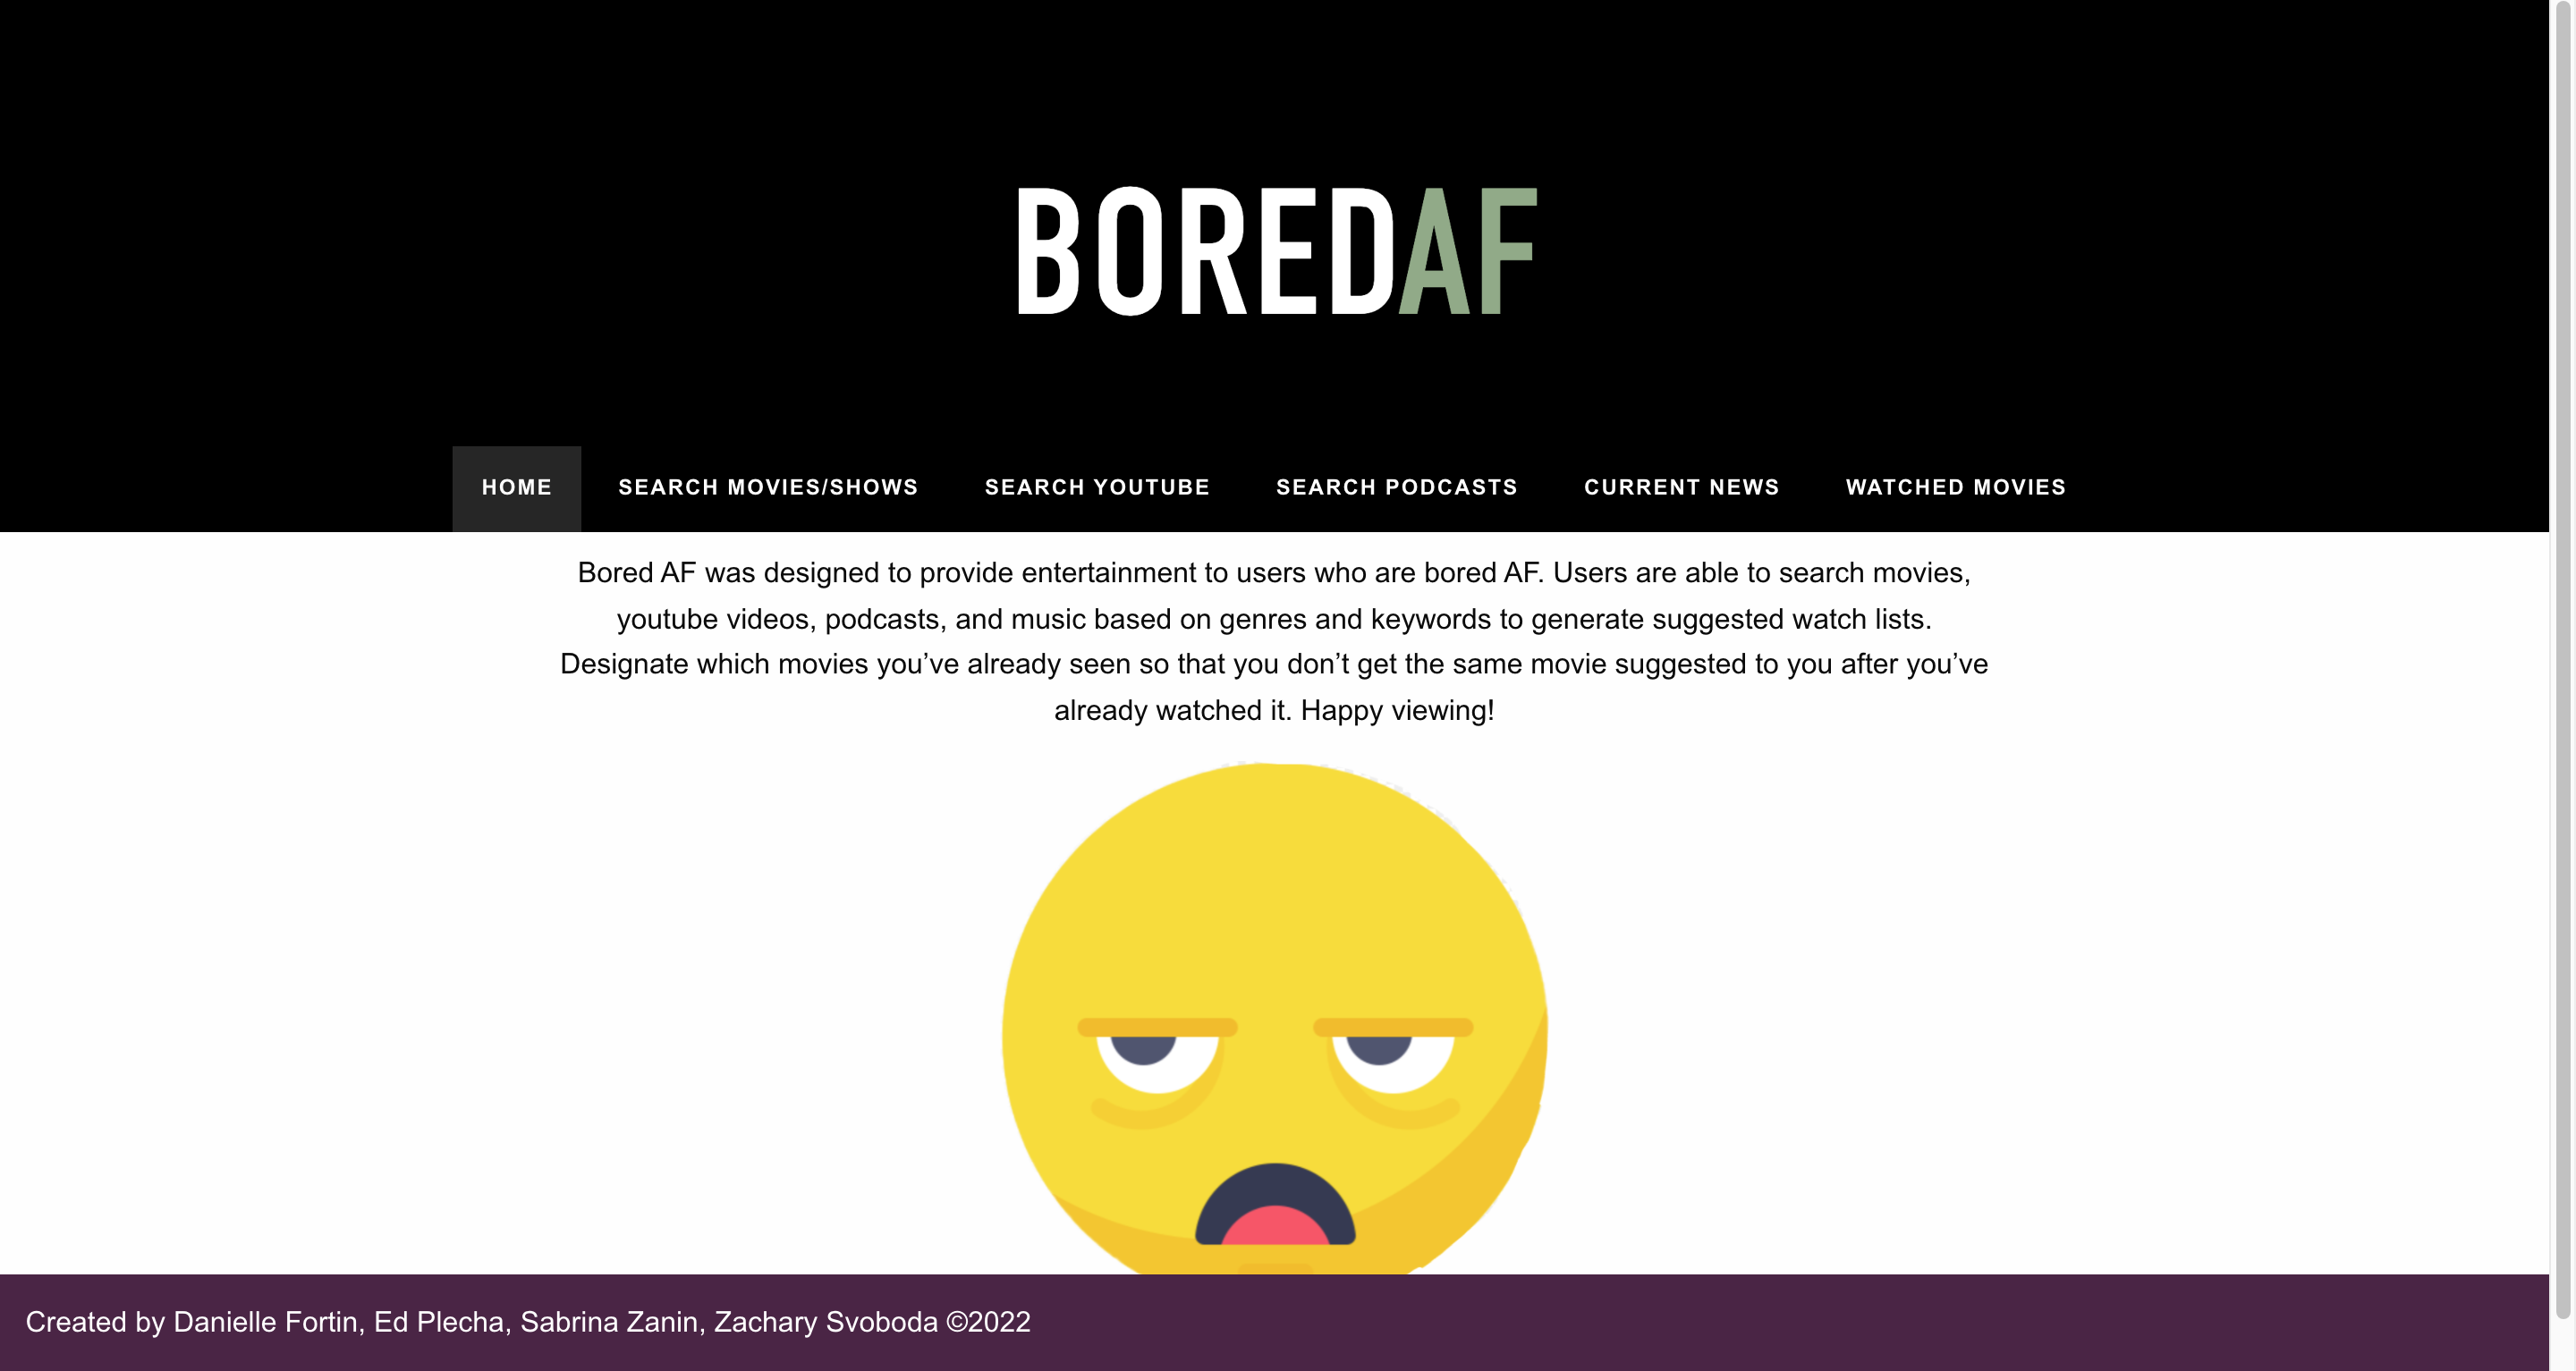 BOREDAF
HOME SEARCH MOVIES/SHOWS SEARCH YOUTUBE SEARCH PODCASTS CURRENT NEWS WATCHED MOVIES
Bored AF was designed to provide entertainment to users who are bored AF. Users are able to search movies,
youtube videos, podcasts, and music based on genres and keywords to generate suggested watch lists.
Designate which movies you’ve already seen so that you don’t get the same movie suggested to you after you’ve
already watched it. Happy viewing!
Created by Danielle Fortin, Ed Plecha, Sabrina Zanin, Zachary Svoboda ©2022